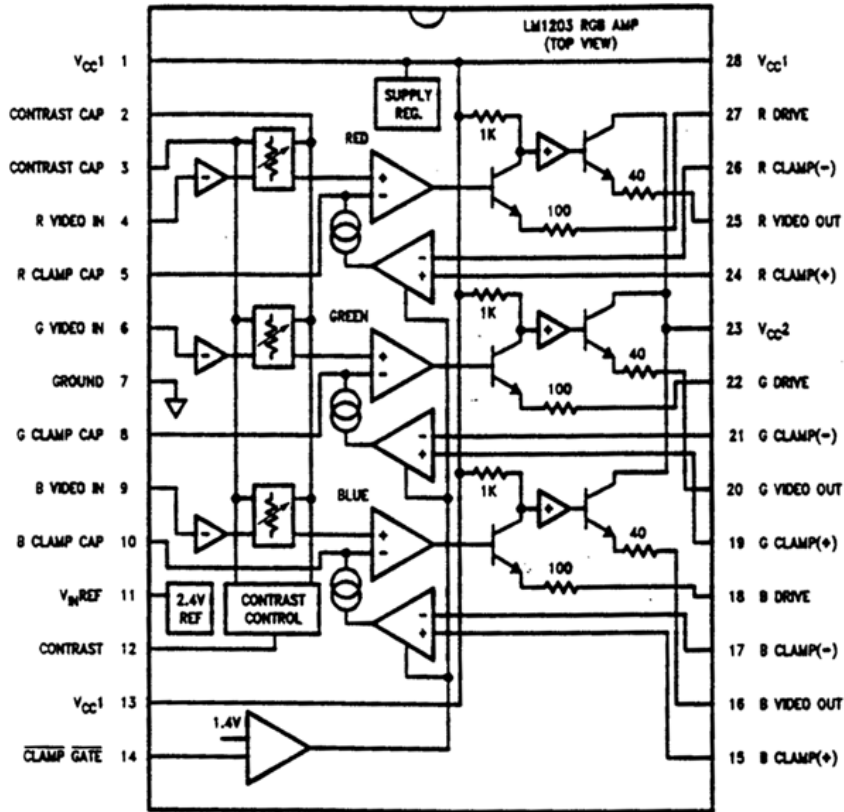 LM1203 RGB AMP
(TOP VIEW)
VCC1 1
CONTRAST CAP 2
CONTRAST CAP 3
R VIDEO IN 4
R CLAMP CAP 5
G VIDEO IN 6
GROUND 7
G CLAMP CAP 8
B VIDEO IN 9
B CLAMP CAP 10
VINREF 11
CONTRAST 12
VCC1 13
CLAMP GATE 14
SUPPLY
REG.
RED
1K
40
100
GREEN
1K
40
100
BLUE
1K
40
100
2.4V
REF
CONTRAST
CONTROL
1.4V
28 VCC1
27 R DRIVE
26 R CLAMP(-)
25 R VIDEO OUT
24 R CLAMP(+)
23 VCC2
22 G DRIVE
21 G CLAMP(-)
20 G VIDEO OUT
19 G CLAMP(+)
18 B DRIVE
17 B CLAMP(-)
16 B VIDEO OUT
15 B CLAMP(+)